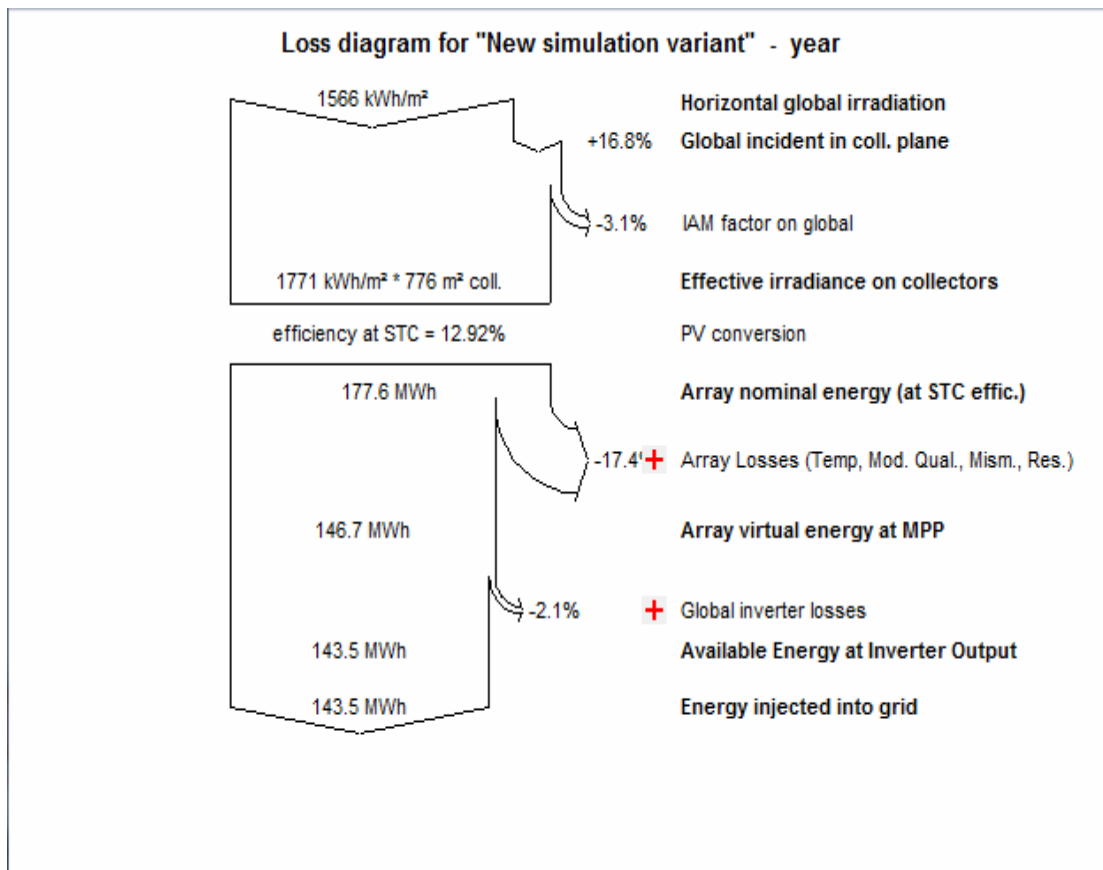 Loss diagram for "New simulation variant" - year
1566 kWh/m²
Horizontal global irradiation
+16.8%
Global incident in coll. plane
-3.1%
IAM factor on global
1771 kWh/m² * 776 m² coll.
Effective irradiance on collectors
efficiency at STC = 12.92%
PV conversion
177.6 MWh
Array nominal energy (at STC effic.)
-17.4%
Array Losses (Temp, Mod. Qual., Mism., Res.)
146.7 MWh
Array virtual energy at MPP
-2.1%
Global inverter losses
143.5 MWh
Available Energy at Inverter Output
143.5 MWh
Energy injected into grid